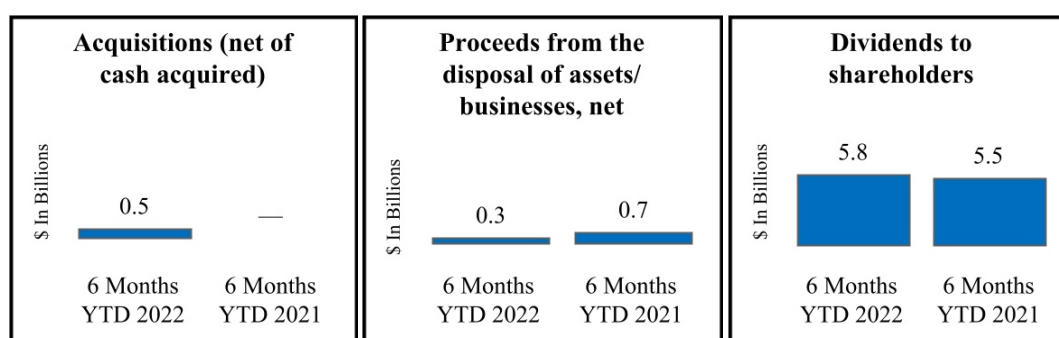 Acquisitions (net of
cash acquired)
$ In Billions
0.5
—
6 Months
YTD 2022
6 Months
YTD 2021
Proceeds from the
disposal of assets/
businesses, net
$ In Billions
0.3
0.7
6 Months
YTD 2022
6 Months
YTD 2021
Dividends to
shareholders
$ In Billions
5.8
5.5
6 Months
YTD 2022
6 Months
YTD 2021